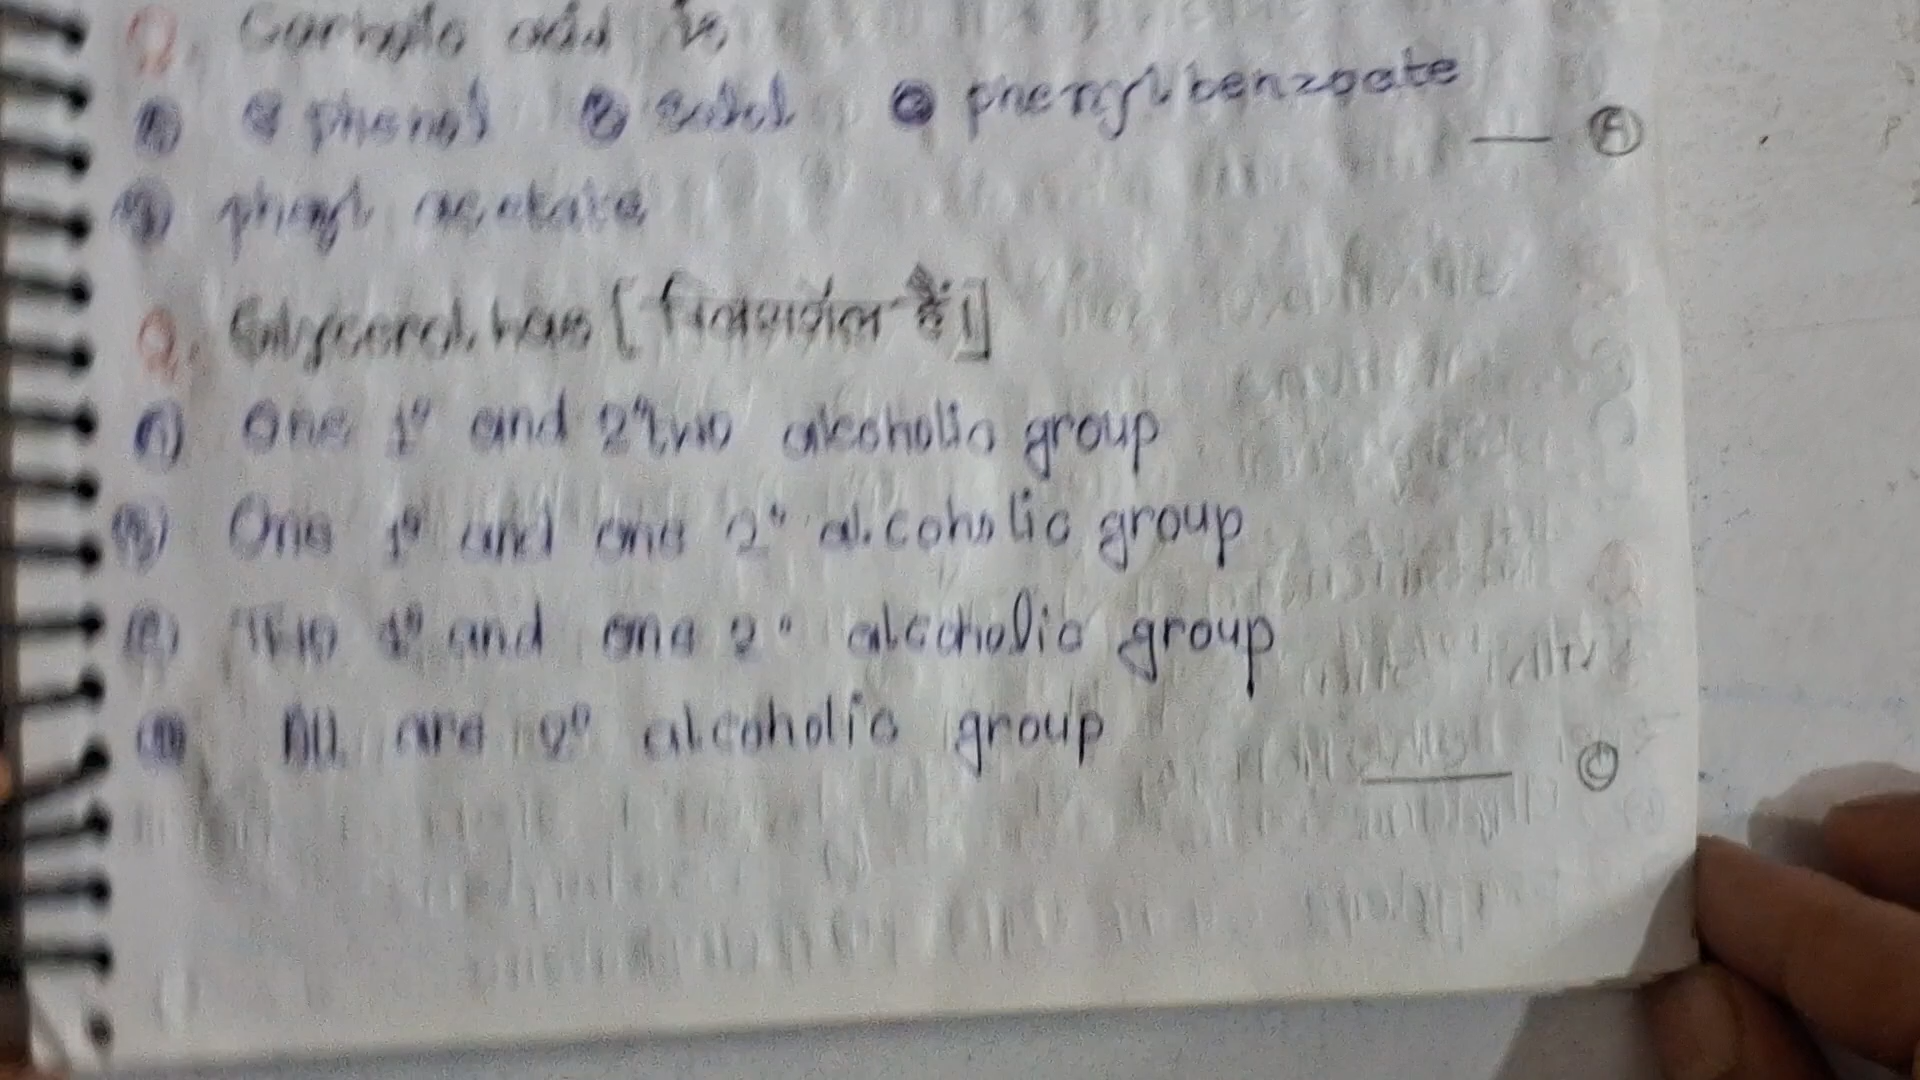 Q. Carbolic acid is
(A) phenol (B) salol (C) phenyl benzoate
— (A)
(D) phenyl acetate
Q. Glycerol has [
(A) One 1° and 2° two alcoholic group
(B) One 1° and one 2° alcoholic group
(C) Two 1° and one 2° alcoholic group
(D) All are 2° alcoholic group
— (C)